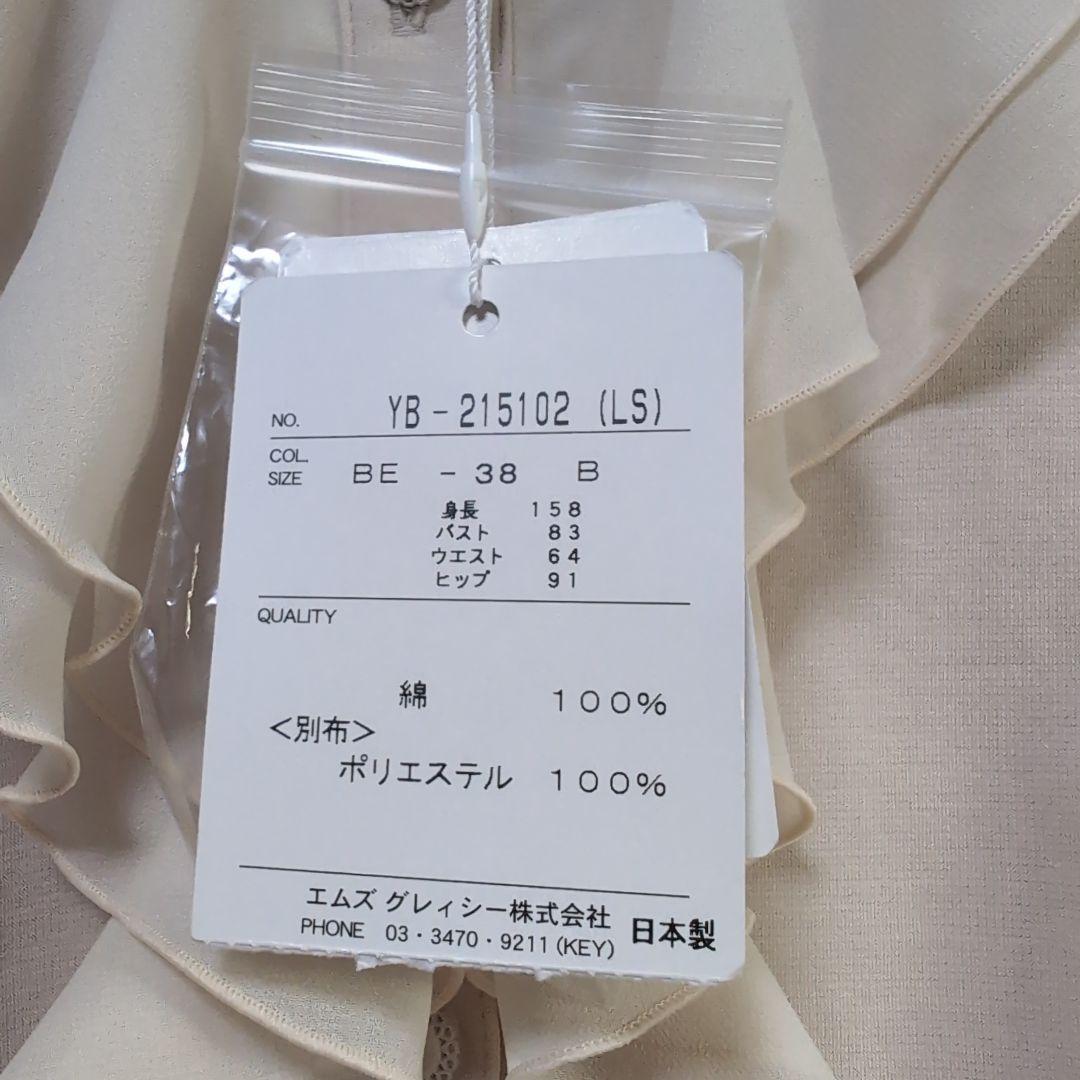 NO. YB-215102 (LS)
COL.
SIZE BE -38 B
身長 158
バスト 83
ウエスト 64
ヒップ 91
QUALITY
綿 100%
<別布>
ポリエステル 100%
エムズ グレィシー株式会社
PHONE 03・3470・9211(KEY) 日本製